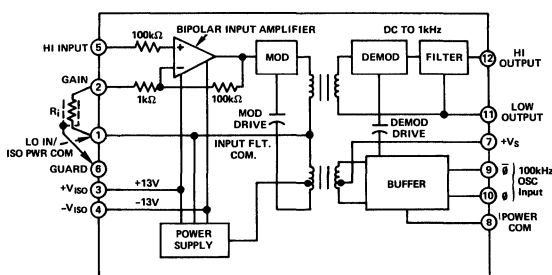 BIPOLAR INPUT AMPLIFIER
DC TO 1kHz
HI INPUT
5
100kΩ
+
−
MOD
DEMOD
FILTER
12
HI
OUTPUT
GAIN
2
1kΩ
100kΩ
MOD
DRIVE
DEMOD
DRIVE
11
LOW
OUTPUT
Ri
LO IN/
ISO PWR COM
1
INPUT FLT.
COM.
7
+VS
GUARD
6
BUFFER
9
ø̅
100kHz
OSC
Input
10
ø
+VISO
3
+13V
−VISO
4
−13V
POWER
SUPPLY
8
POWER
COM